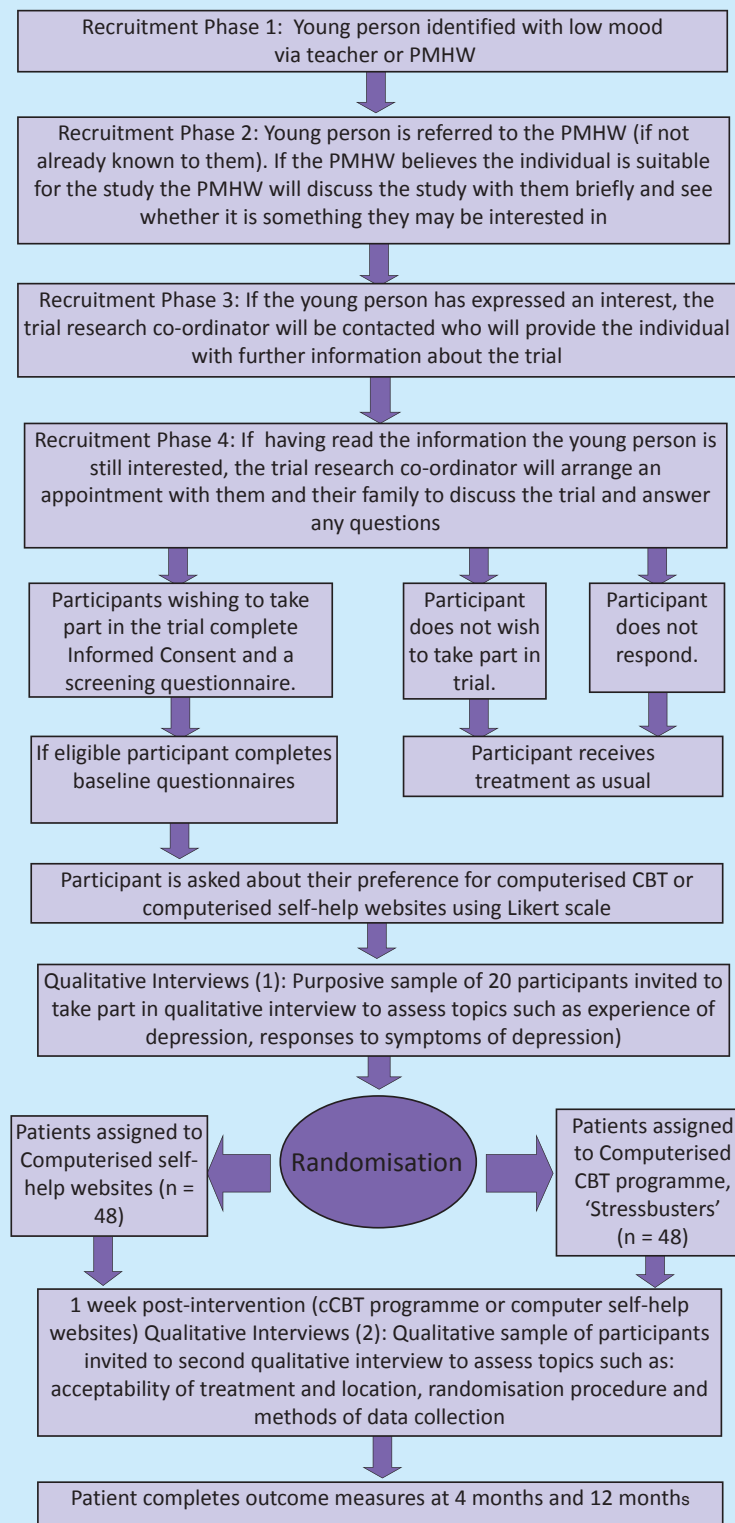 Recruitment Phase 1:  Young person identified with low mood
via teacher or PMHW
Recruitment Phase 2: Young person is referred to the PMHW (if not
already known to them). If the PMHW believes the individual is suitable
for the study the PMHW will discuss the study with them briefly and see
whether it is something they may be interested in
Recruitment Phase 3: If the young person has expressed an interest, the
trial research co-ordinator will be contacted who will provide the individual
with further information about the trial
Recruitment Phase 4: If  having read the information the young person is
still interested, the trial research co-ordinator will arrange an
appointment with them and their family to discuss the trial and answer
any questions
Participants wishing to take
part in the trial complete
Informed Consent and a
screening questionnaire.
Participant
does not wish
to take part in
trial.
Participant
does not
respond.
If eligible participant completes
baseline questionnaires
Participant receives
treatment as usual
Participant is asked about their preference for computerised CBT or
computerised self-help websites using Likert scale
Qualitative Interviews (1): Purposive sample of 20 participants invited to
take part in qualitative interview to assess topics such as experience of
depression, responses to symptoms of depression)
Randomisation
Patients assigned to
Computerised self-
help websites (n =
48)
Patients assigned
to Computerised
CBT programme,
‘Stressbusters’
(n = 48)
1 week post-intervention (cCBT programme or computer self-help
websites) Qualitative Interviews (2): Qualitative sample of participants
invited to second qualitative interview to assess topics such as:
acceptability of treatment and location, randomisation procedure and
methods of data collection
Patient completes outcome measures at 4 months and 12 months